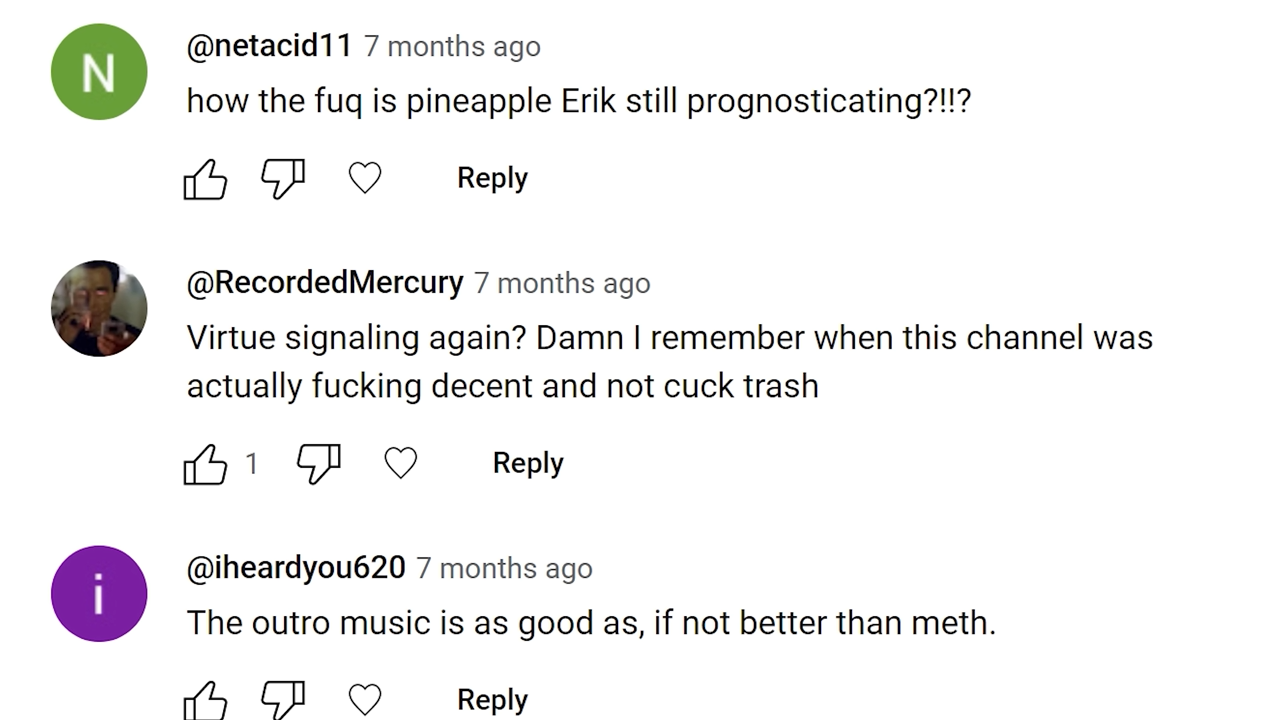 N
@netacid11 7 months ago
how the fuq is pineapple Erik still prognosticating?!!?
Reply
@RecordedMercury 7 months ago
Virtue signaling again? Damn I remember when this channel was
actually fucking decent and not cuck trash
1 Reply
i
@iheardyou620 7 months ago
The outro music is as good as, if not better than meth.
Reply